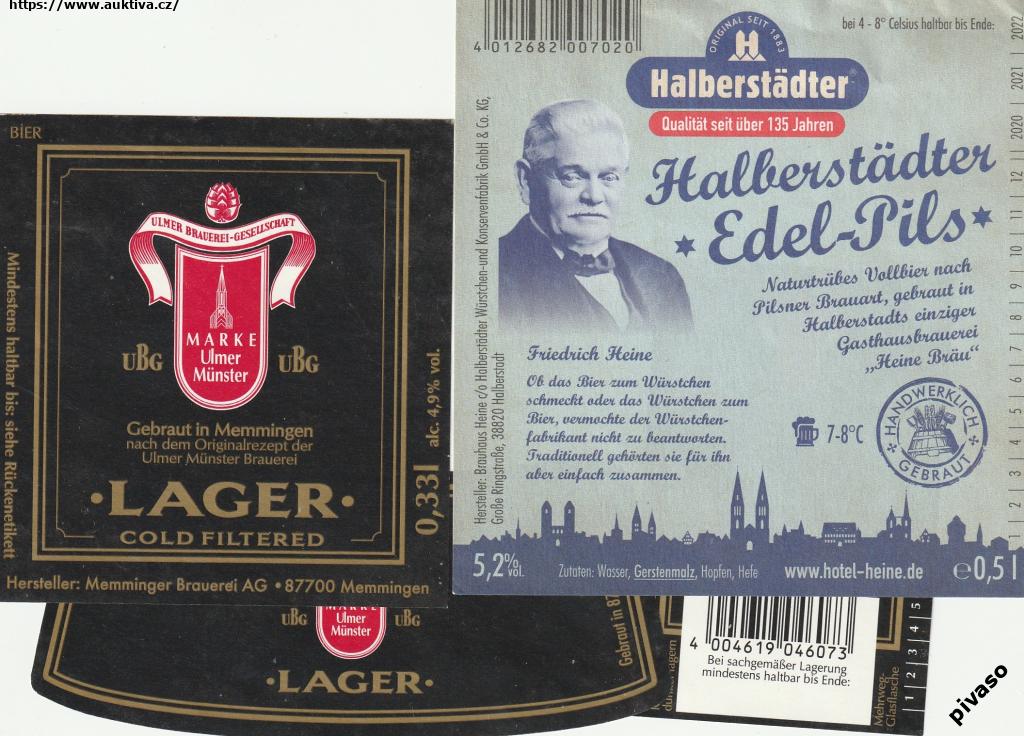 https://www.auktiva.cz/
BIER
ULMER BRAUEREI-GESELLSCHAFT
MARKE
Ulmer
Münster
UBG
UBG
Gebraut in Memmingen
nach dem Originalrezept der
Ulmer Münster Brauerei
·LAGER·
COLD FILTERED
Mindestens haltbar bis: siehe Rückenetikett
0,33l alc. 4,9% vol.
Hersteller: Memminger Brauerei AG • 87700 Memmingen
4 012682 007020
ORIGINAL SEIT 1883
H
Halberstädter
Qualität seit über 135 Jahren
bei 4 - 8° Celsius haltbar bis Ende:
Halberstädter
Edel-Pils
Naturtrübes Vollbier nach
Pilsner Brauart, gebraut in
Halberstadts einziger
Gasthausbrauerei
„Heine Bräu“
Friedrich Heine
Ob das Bier zum Würstchen
schmeckt oder das Würstchen zum
Bier, vermochte der Würstchen-
fabrikant nicht zu beantworten.
Traditionell gehörten sie für ihn
aber einfach zusammen.
7-8°C
HANDWERKLICH
GEBRAUT
Hersteller: Brauhaus Heine c/o Halberstädter Würstchen-und Konservenfabrik GmbH & Co. KG,
Große Ringstraße, 38820 Halberstadt
1 | 2 | 3 | 4 | 5 | 6 | 7 | 8 | 9 | 10 | 11 | 12 || 2020 | 2021 | 2022
5,2% VOL.
Zutaten: Wasser, Gerstenmalz, Hopfen, Hefe
www.hotel-heine.de
e 0,5 l
UBG
MARKE
Ulmer
Münster
UBG
·LAGER·
Gebraut in 87
4 004619 046073
Bei sachgemäßer Lagerung
mindestens haltbar bis Ende:
Mehrweg-
Glasflasche
1 | 2 | 3 | 4 | 5
pivaso